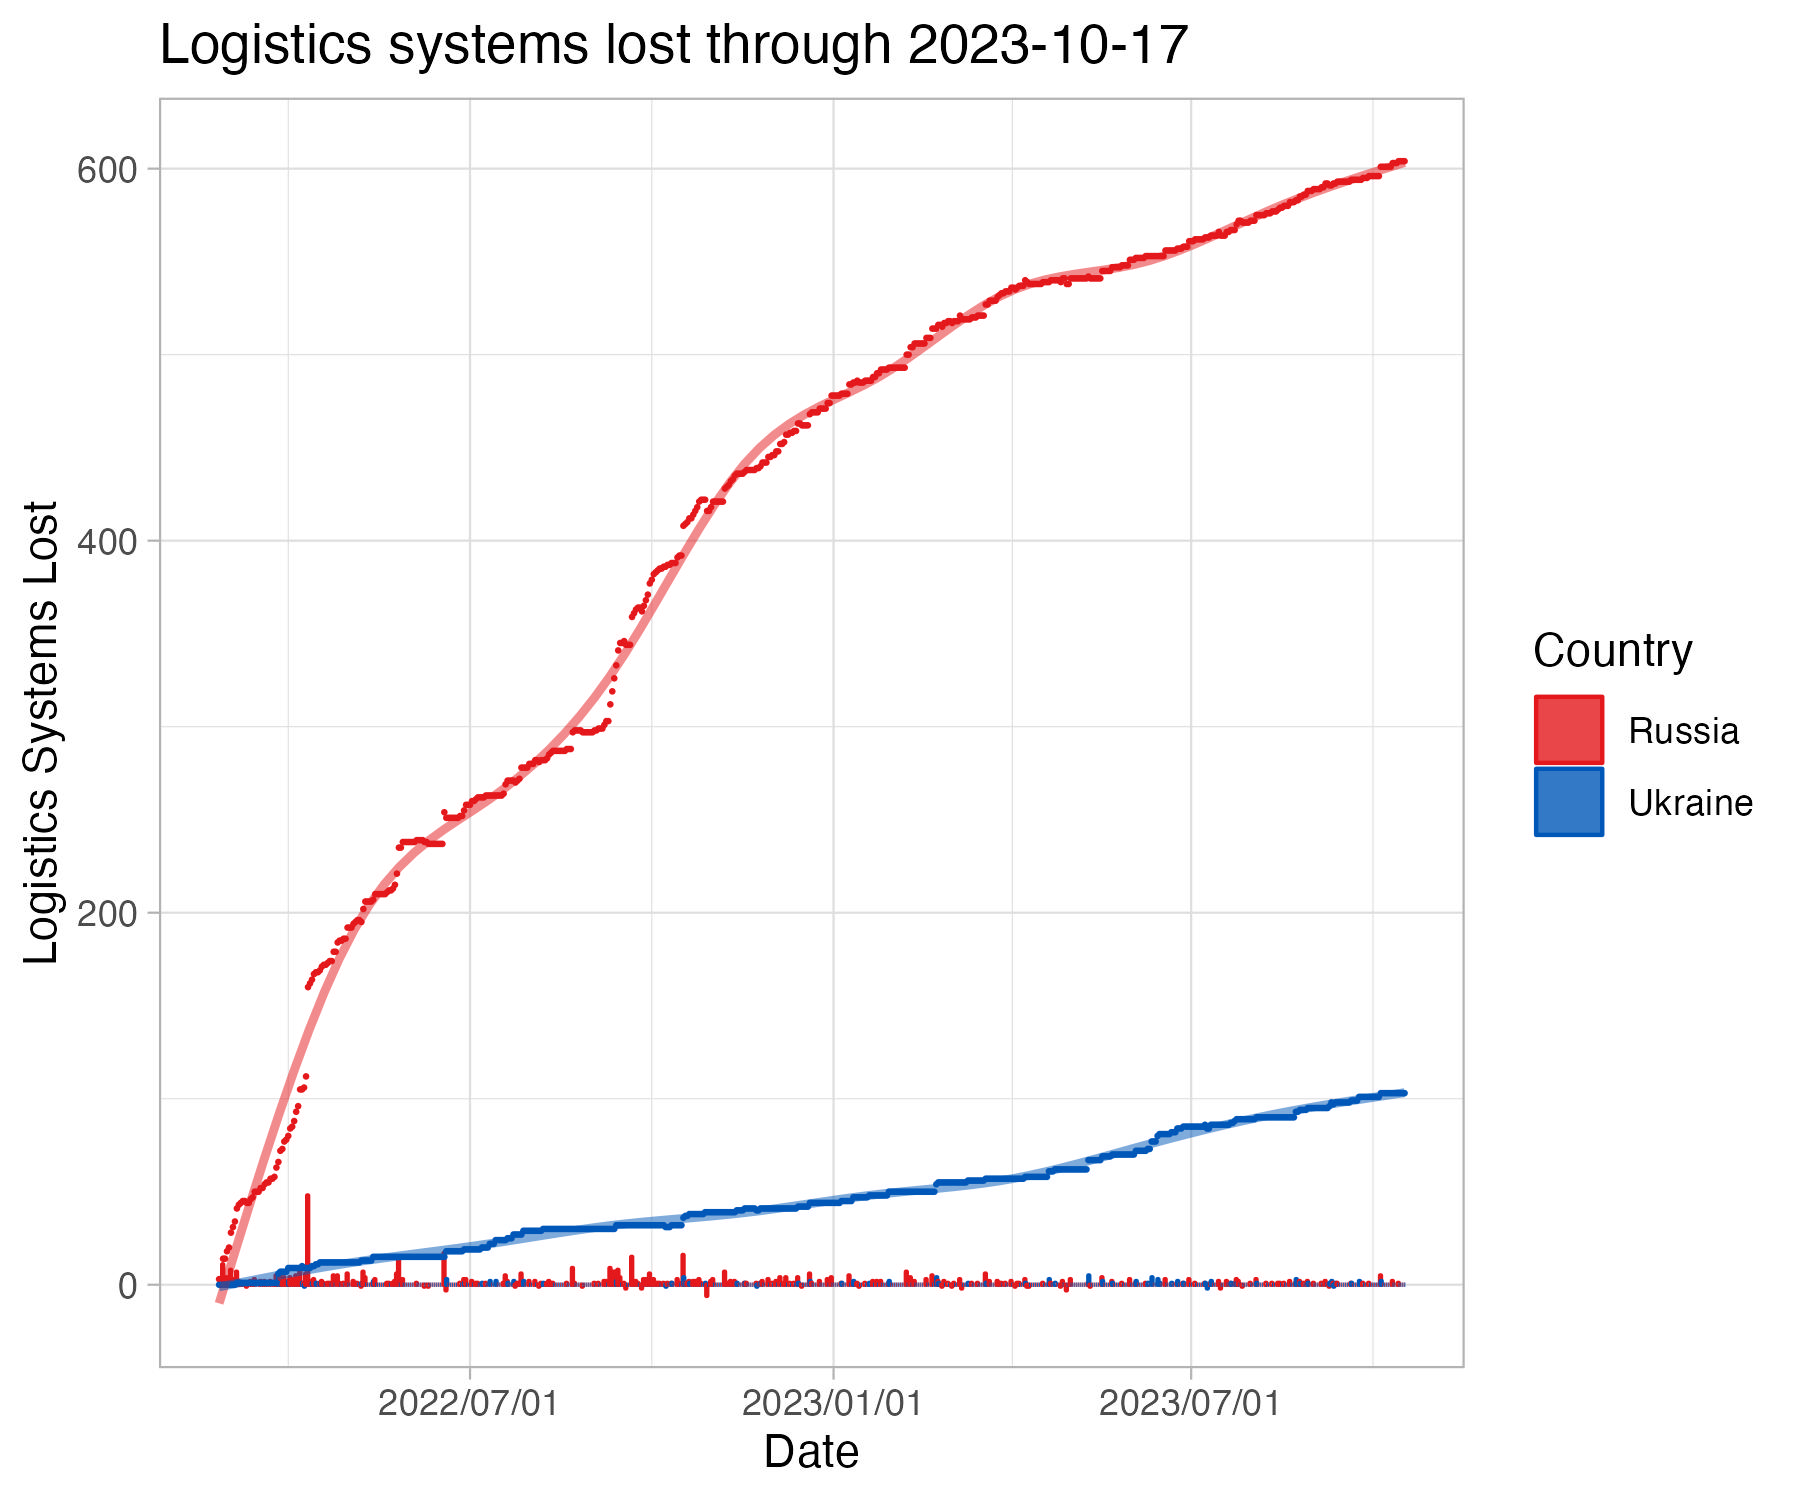 Logistics systems lost through 2023-10-17
Logistics Systems Lost
600
400
200
0
2022/07/01
2023/01/01
2023/07/01
Date
Country
Russia
Ukraine